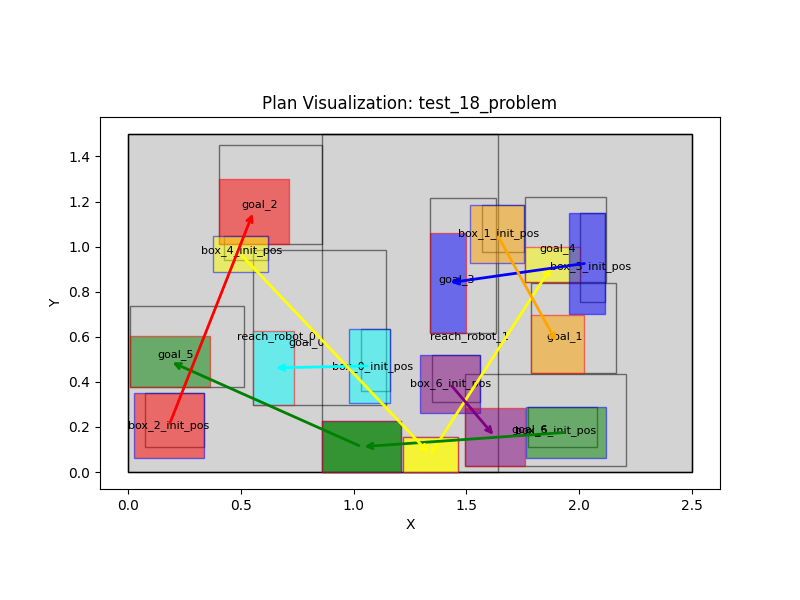 Plan Visualization: test_18_problem
Y
1.4
1.2
1.0
0.8
0.6
0.4
0.2
0.0
goal_2
box_1_init_pos
box_4_init_pos
goal_4
box_3_init_pos
goal_3
reach_robot_0
goal_0
reach_robot_1
goal_1
goal_5
box_0_init_pos
box_6_init_pos
box_2_init_pos
goal_6
box_5_init_pos
0.0
0.5
1.0
1.5
2.0
2.5
X